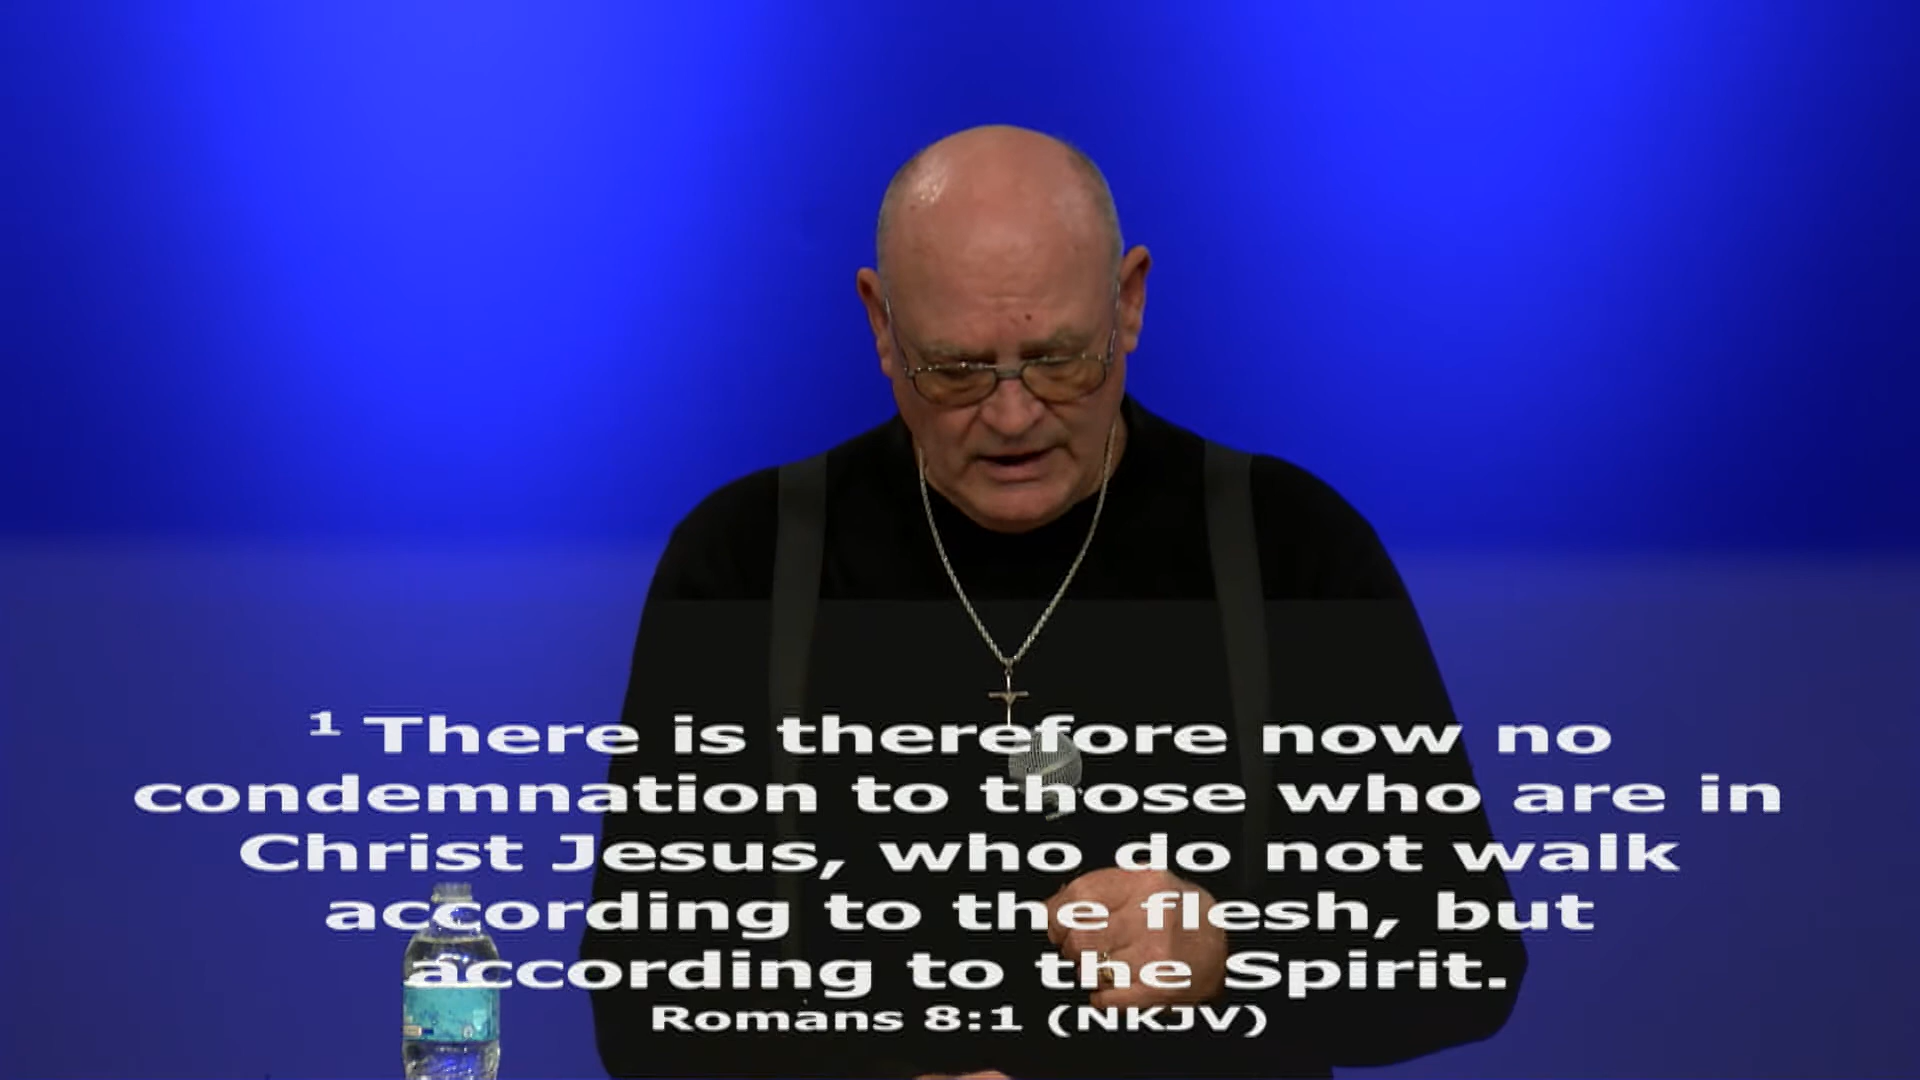 ¹ There is therefore now no
condemnation to those who are in
Christ Jesus, who do not walk
according to the flesh, but
according to the Spirit.
Romans 8:1 (NKJV)